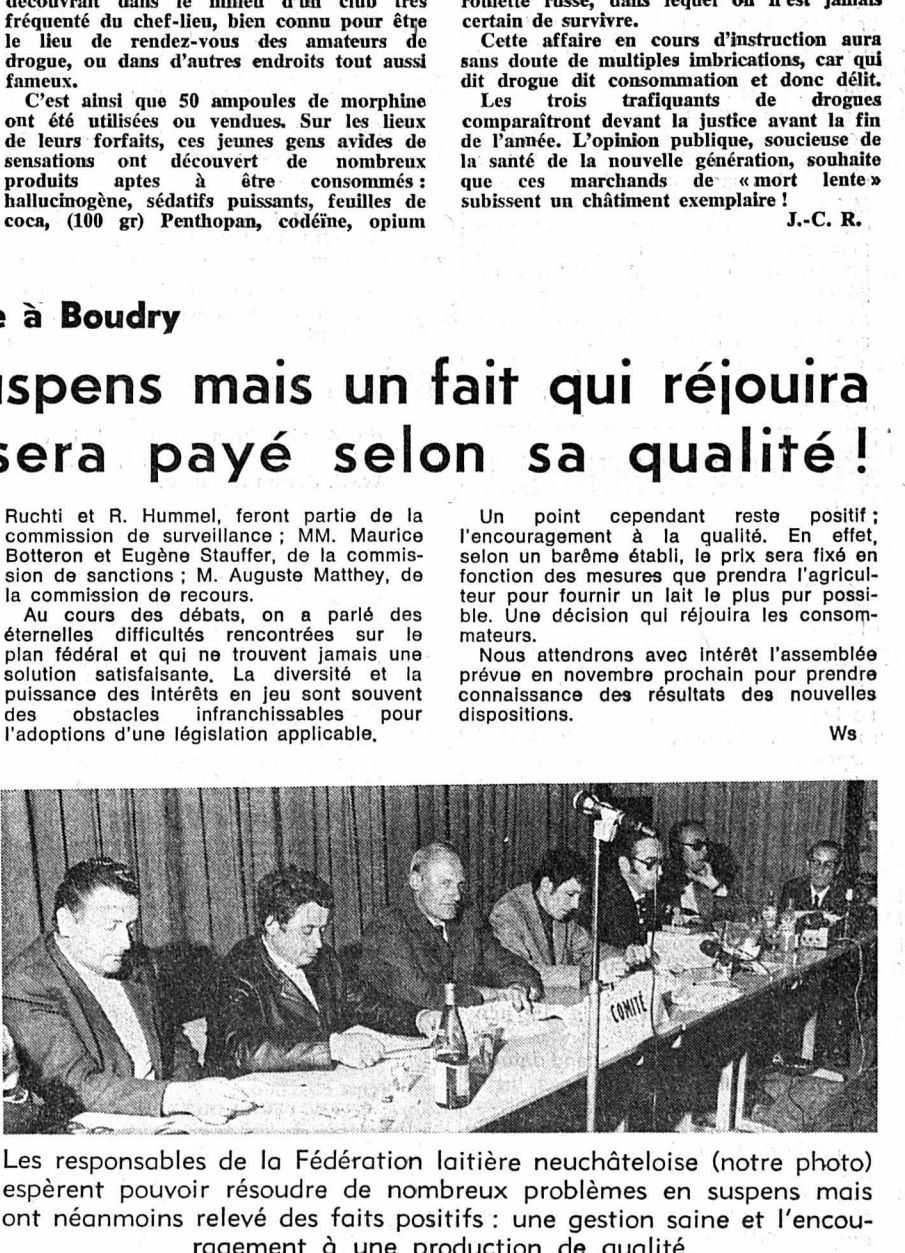 découvrait dans le milieu d'un club très
fréquenté du chef-lieu, bien connu pour être
le lieu de rendez-vous des amateurs de
drogue, ou dans d'autres endroits tout aussi
fameux.
C'est ainsi que 50 ampoules de morphine
ont été utilisées ou vendues. Sur les lieux
de leurs forfaits, ces jeunes gens avides de
sensations ont découvert de nombreux
produits aptes à être consommés :
hallucinogène, sédatifs puissants, feuilles de
coca, (100 gr) Penthopan, codéïne, opium
roulette russe, dans lequel on n'est jamais
certain de survivre.
Cette affaire en cours d'instruction aura
sans doute de multiples imbrications, car qui
dit drogue dit consommation et donc délit.
Les trois trafiquants de drogues
comparaîtront devant la justice avant la fin
de l'année. L'opinion publique, soucieuse de
la santé de la nouvelle génération, souhaite
que ces marchands de « mort lente »
subissent un châtiment exemplaire !
J.-C. R.
à Boudry
spens mais un fait qui réjouira
sera payé selon sa qualité !
Ruchti et R. Hummel, feront partie de la
commission de surveillance ; MM. Maurice
Botteron et Eugène Stauffer, de la commis-
sion de sanctions ; M. Auguste Matthey, de
la commission de recours.
Au cours des débats, on a parlé des
éternelles difficultés rencontrées sur le
plan fédéral et qui ne trouvent jamais une
solution satisfaisante. La diversité et la
puissance des intérêts en jeu sont souvent
des obstacles infranchissables pour
l'adoptions d'une législation applicable.
Un point cependant reste positif ;
l'encouragement à la qualité. En effet,
selon un barême établi, le prix sera fixé en
fonction des mesures que prendra l'agricul-
teur pour fournir un lait le plus pur possi-
ble. Une décision qui réjouira les consom-
mateurs.
Nous attendrons avec intérêt l'assemblée
prévue en novembre prochain pour prendre
connaissance des résultats des nouvelles
dispositions.
Ws
COMITÉ
Les responsables de la Fédération laitière neuchâteloise (notre photo)
espèrent pouvoir résoudre de nombreux problèmes en suspens mais
ont néanmoins relevé des faits positifs : une gestion saine et l'encou-
ragement à une production de qualité.